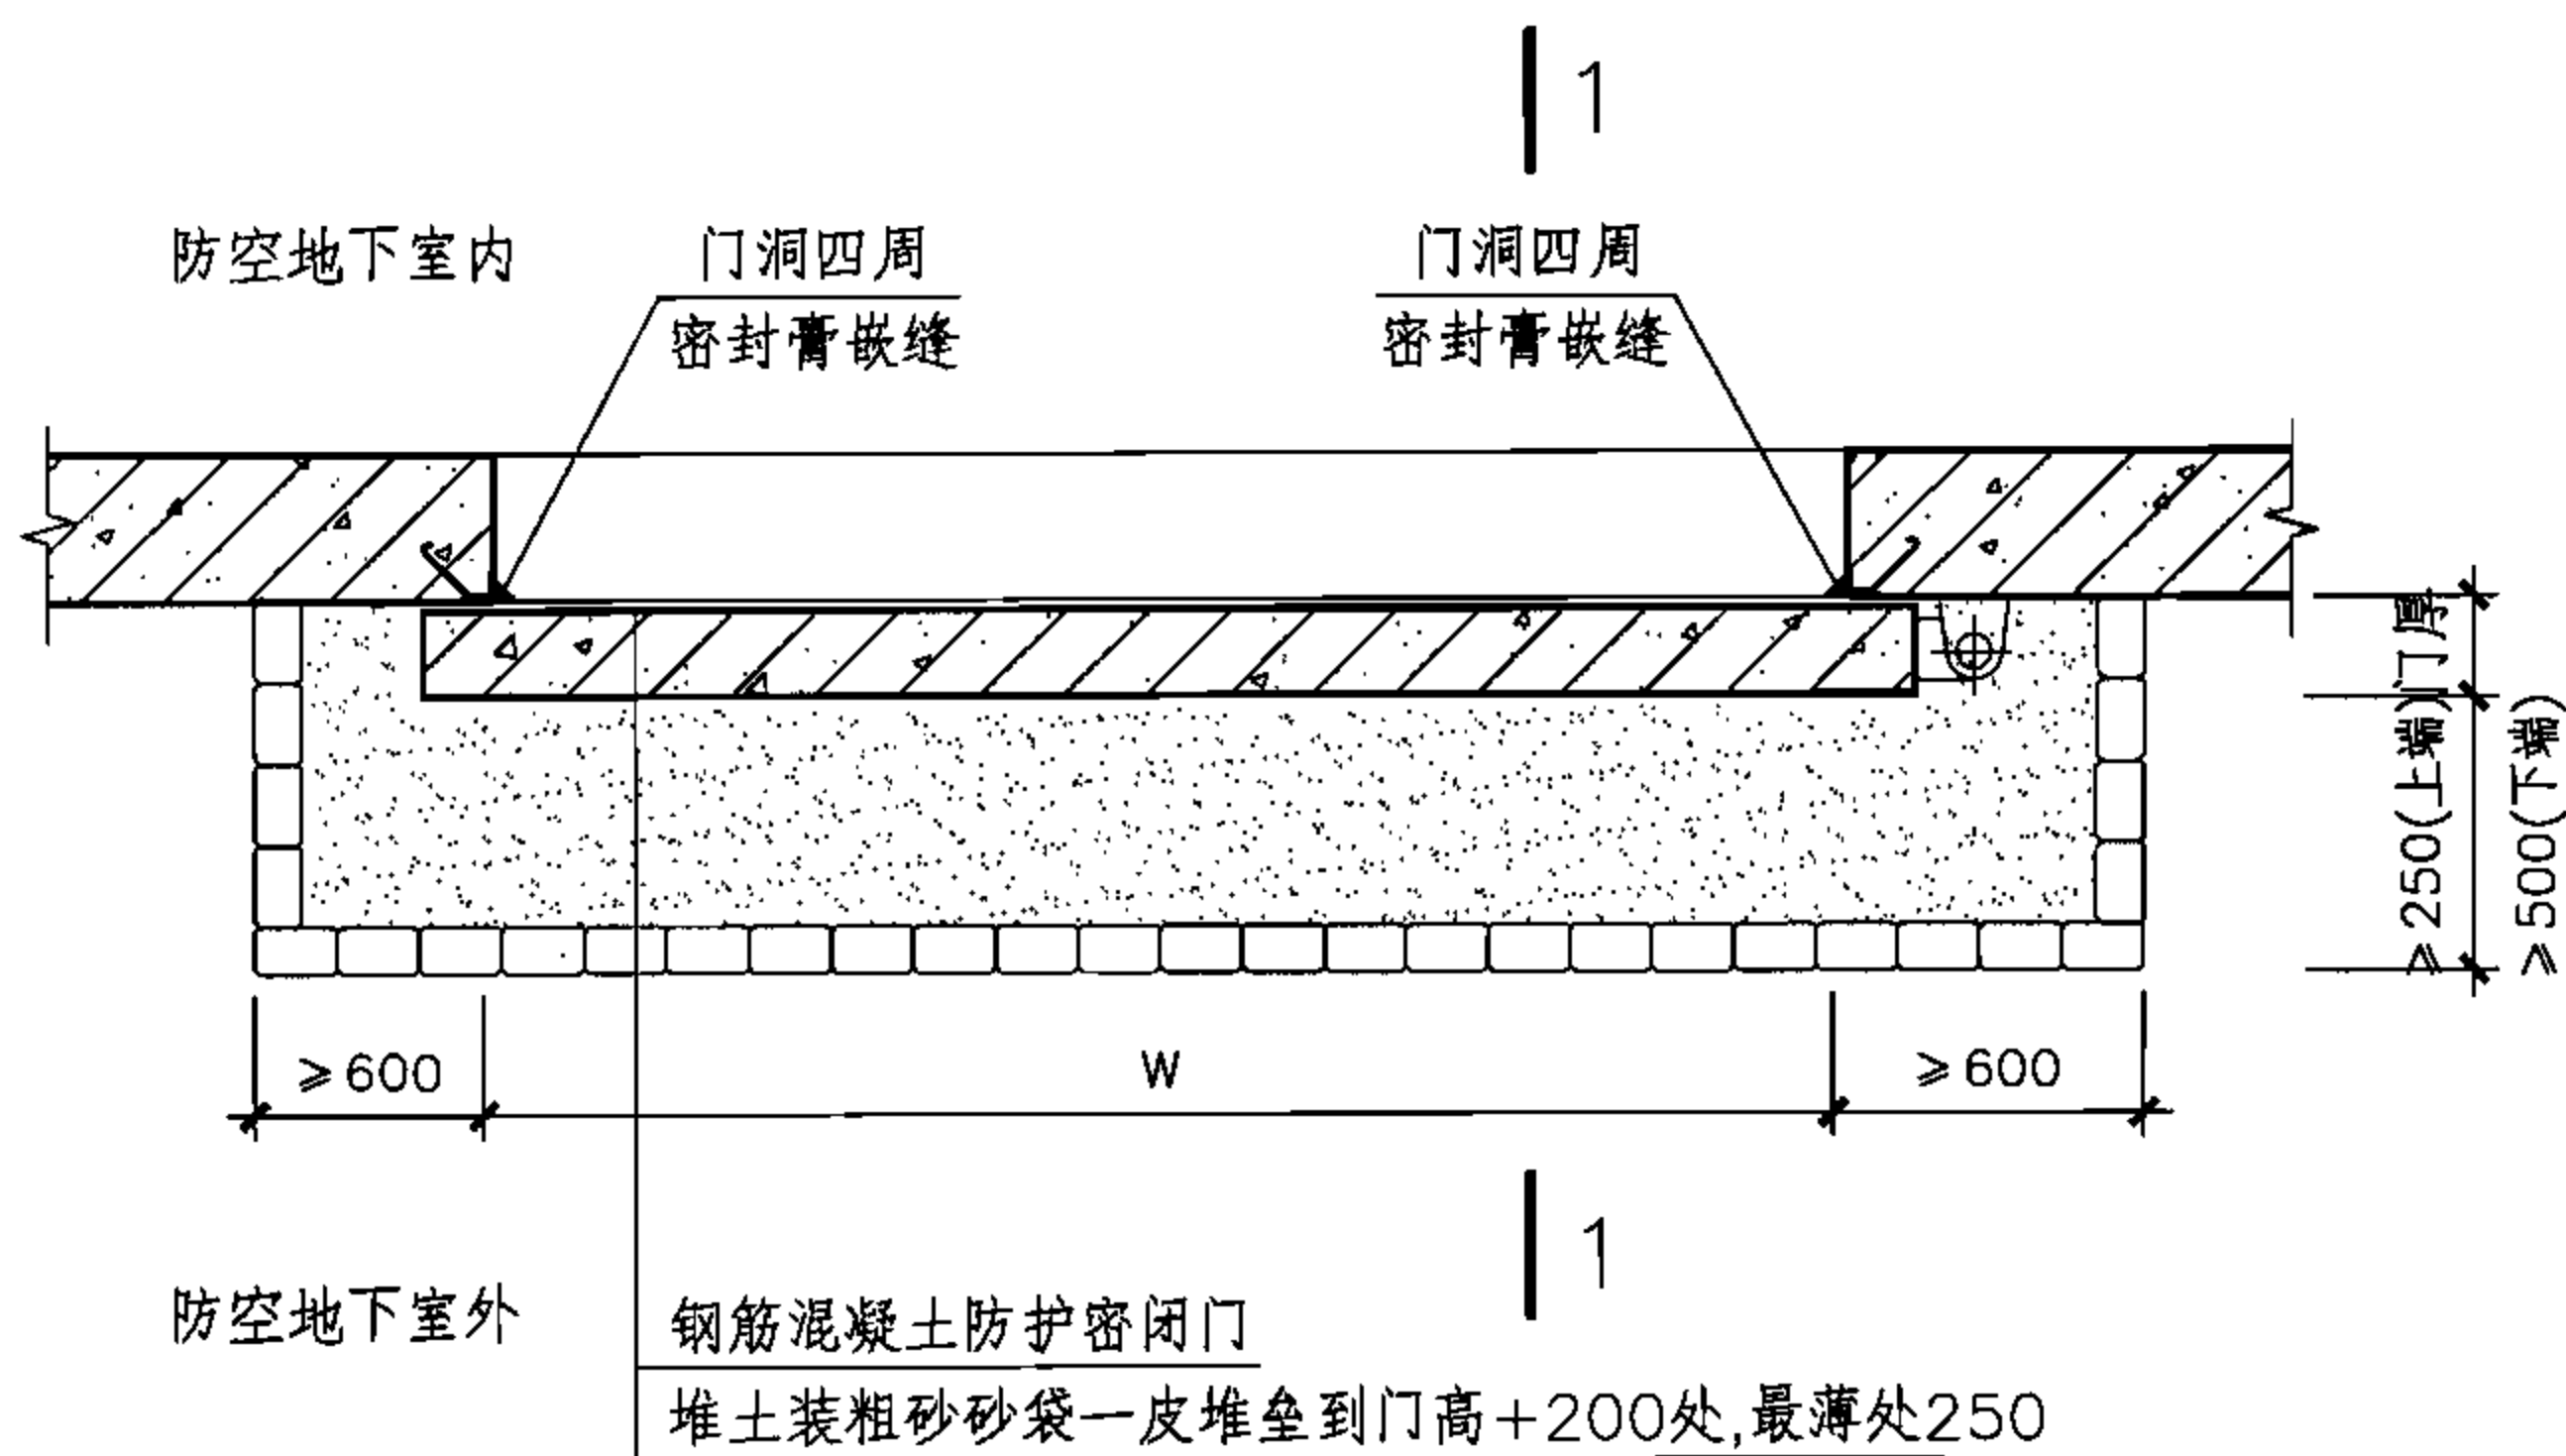 1
防空地下室内
门洞四周
密封膏嵌缝
门洞四周
密封膏嵌缝
门厚
≥250(上端)
≥500(下端)
≥600
W
≥600
1
防空地下室外
钢筋混凝土防护密闭门
堆土装粗砂砂袋一皮堆垒到门高+200处,最薄处250